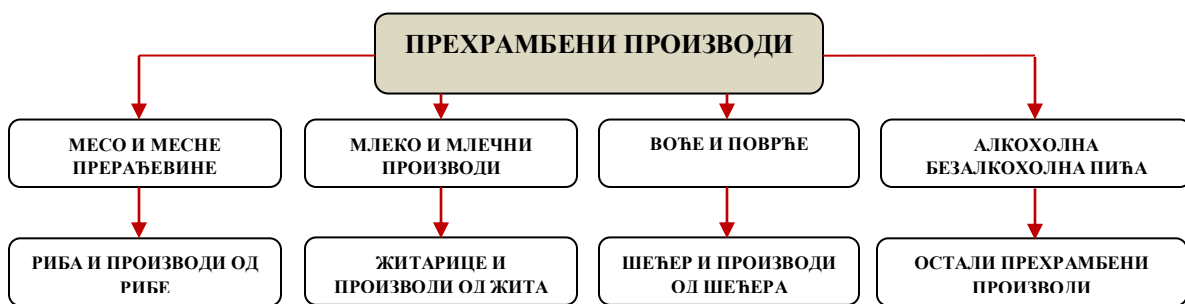 ПРЕХРАМБЕНИ ПРОИЗВОДИ
МЕСО И МЕСНЕ
ПРЕРАЂЕВИНЕ
МЛЕКО И МЛЕЧНИ
ПРОИЗВОДИ
ВОЋЕ И ПОВРЋЕ
АЛКОХОЛНА
БЕЗАЛКОХОЛНА ПИЋА
РИБА И ПРОИЗВОДИ ОД
РИБЕ
ЖИТАРИЦЕ И
ПРОИЗВОДИ ОД ЖИТА
ШЕЋЕР И ПРОИЗВОДИ
ОД ШЕЋЕРА
ОСТАЛИ ПРЕХРАМБЕНИ
ПРОИЗВОДИ